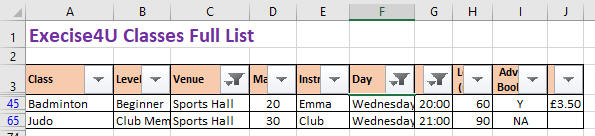 A B C D E F G H I J
1 Execise4U Classes Full List
2
3 Class Level Venue Ma Instr Day Adv Bool
45 Badminton Beginner Sports Hall 20 Emma Wednesday 20:00 60 Y £3.50
65 Judo Club Mem Sports Hall 30 Club Wednesday 21:00 90 NA